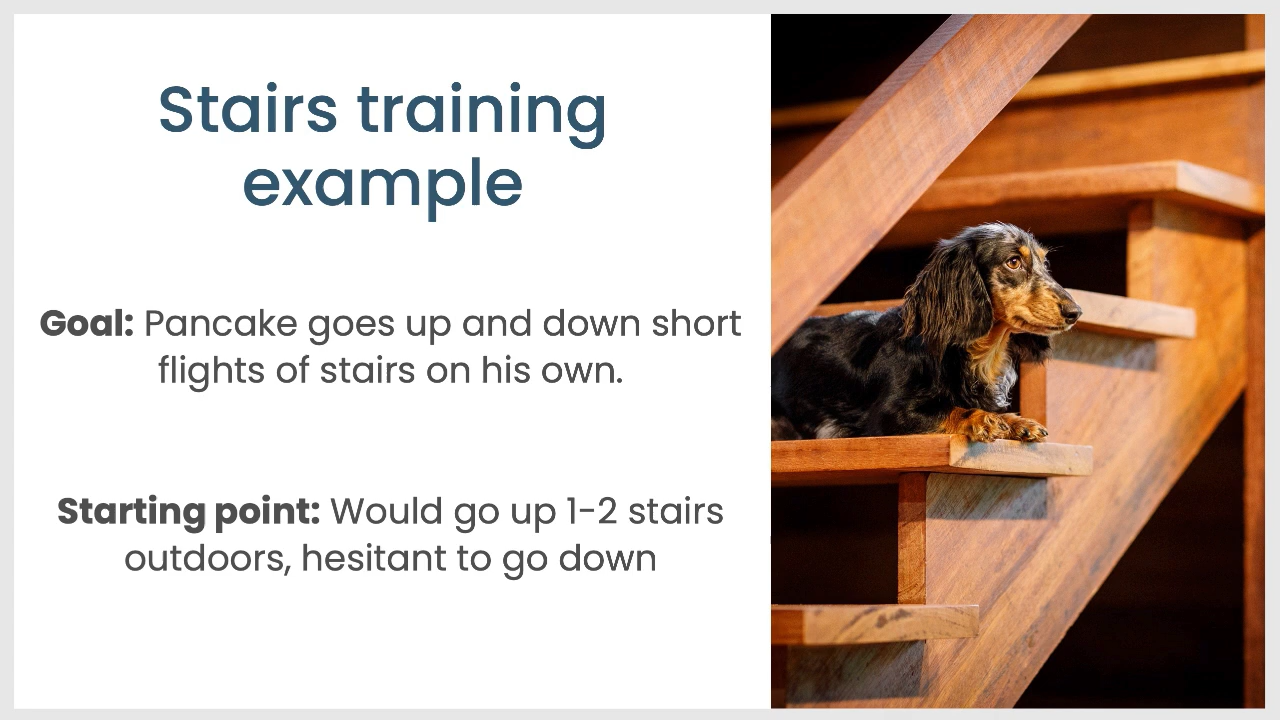 Stairs training
example
Goal: Pancake goes up and down short
flights of stairs on his own.
Starting point: Would go up 1-2 stairs
outdoors, hesitant to go down